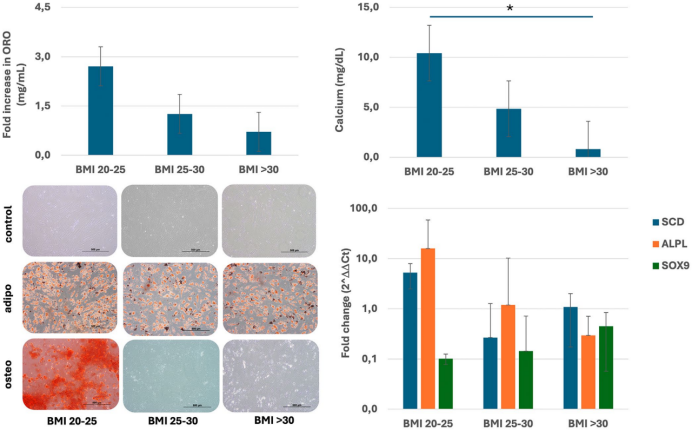 Fold increase in ORO
(mg/mL)
4,5
3,0
1,5
0,0
BMI 20-25 BMI 25-30 BMI >30
Calcium (mg/dL)
15,0
10,0
5,0
0,0
*
BMI 20-25 BMI 25-30 BMI >30
control
adipo
osteo
BMI 20-25 BMI 25-30 BMI >30
Fold change (2^ΔΔCt)
100,0
10,0
1,0
0,1
0,0
BMI 20-25 BMI 25-30 BMI >30
SCD
ALPL
SOX9